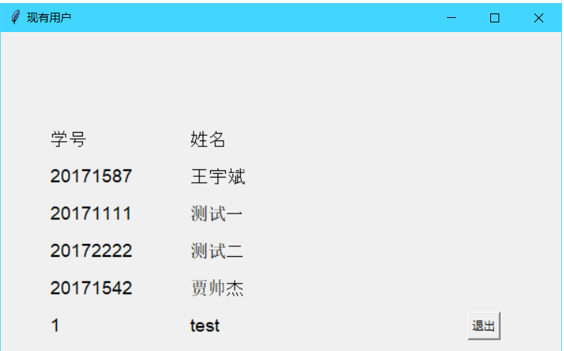 现有用户
学号 姓名
20171587 王宇斌
20171111 测试一
20172222 测试二
20171542 贾帅杰
1 test 退出